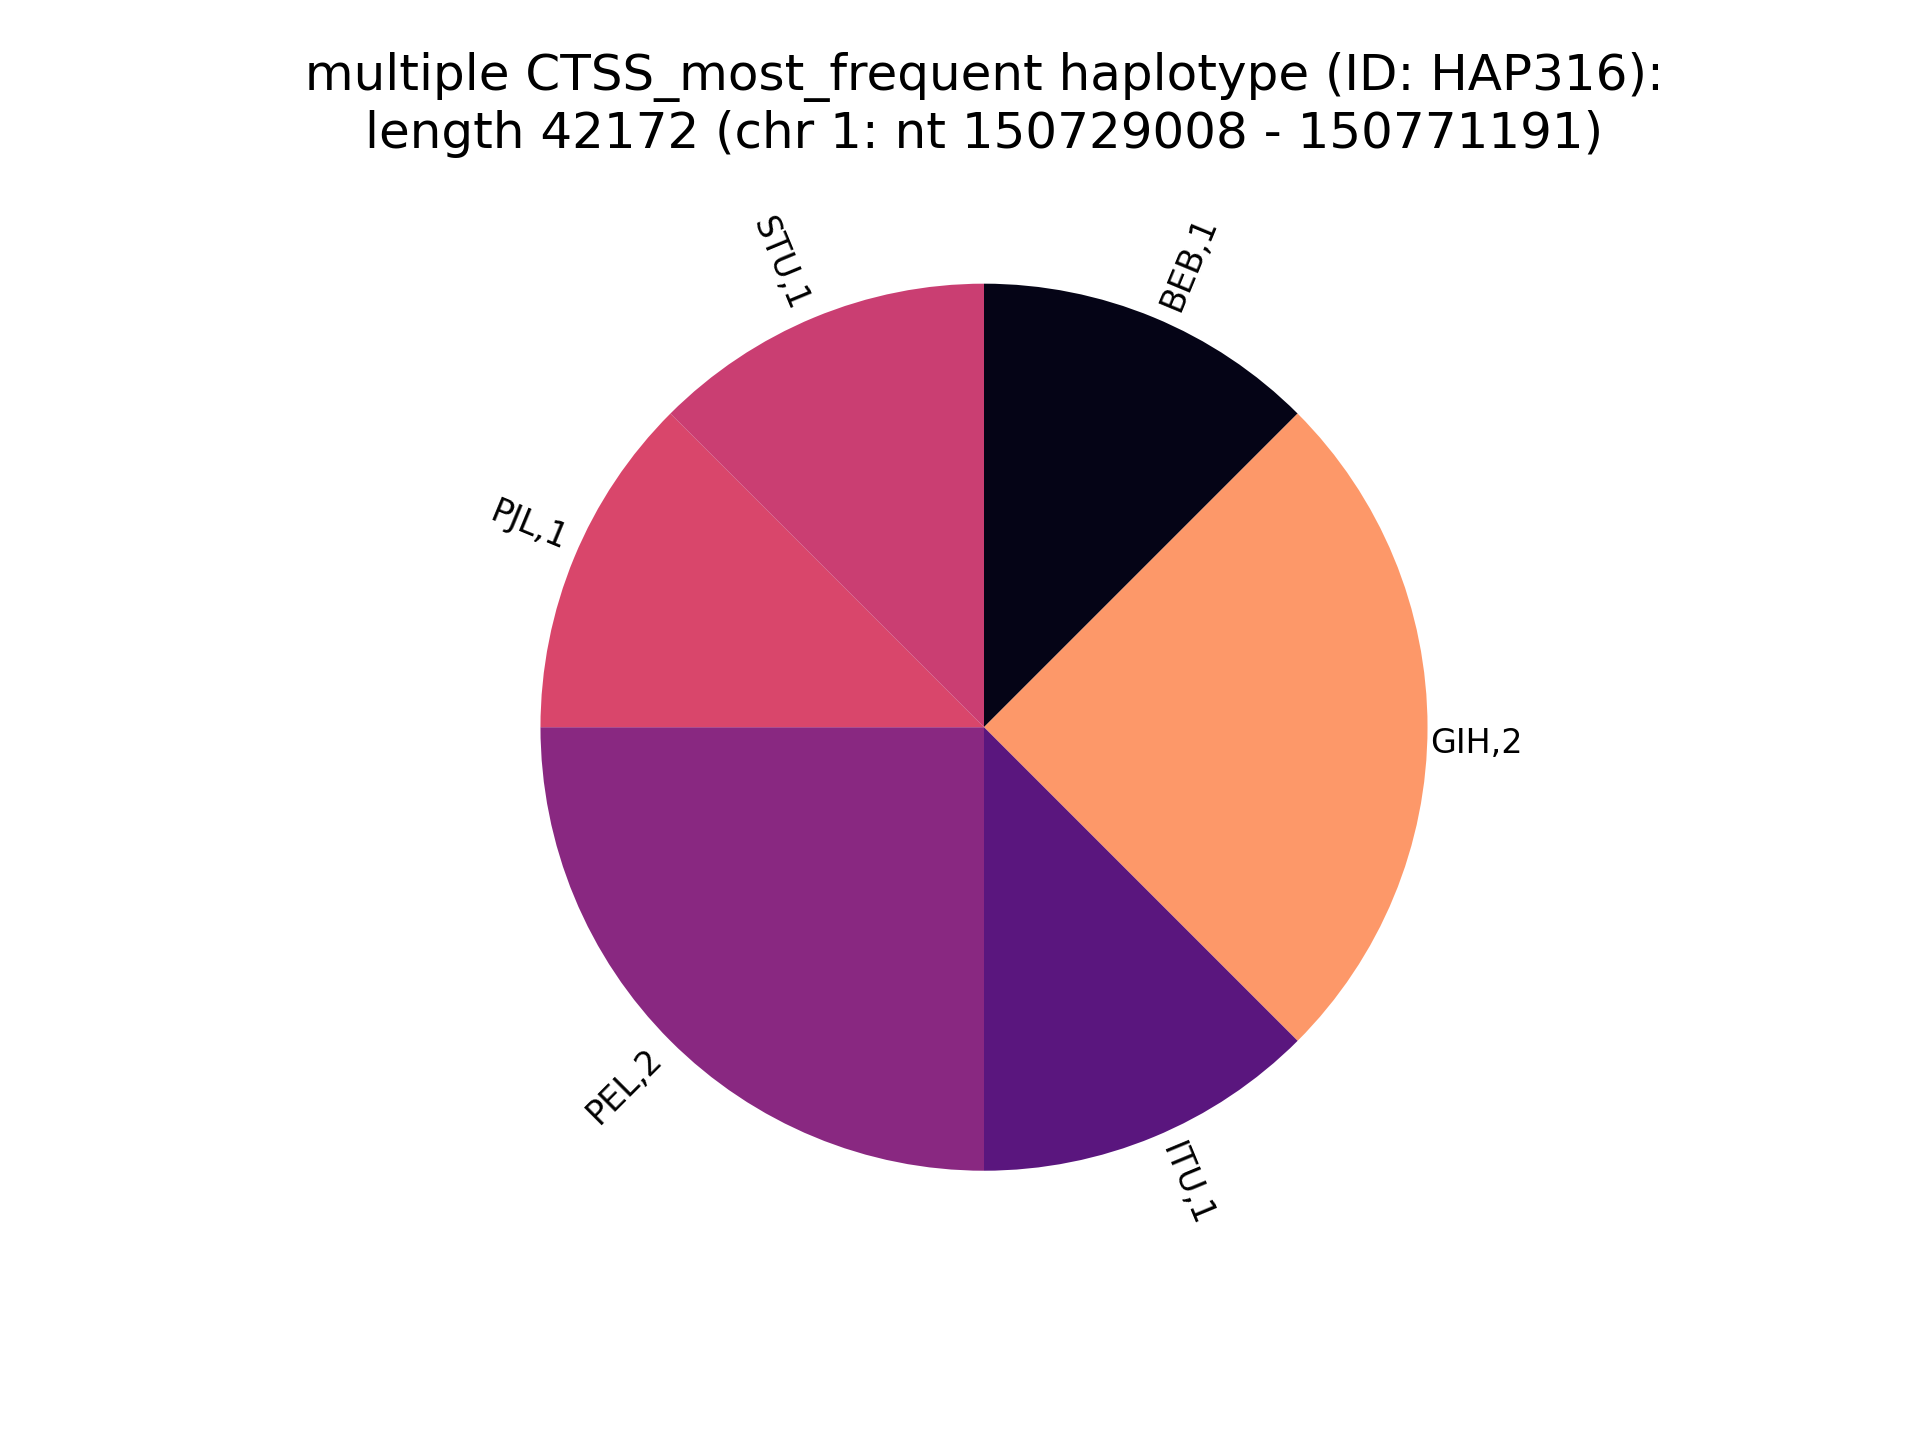 multiple CTSS_most_frequent haplotype (ID: HAP316):
length 42172 (chr 1: nt 150729008 - 150771191)
STU,1
BEB,1
PJL,1
GIH,2
PEL,2
ITU,1